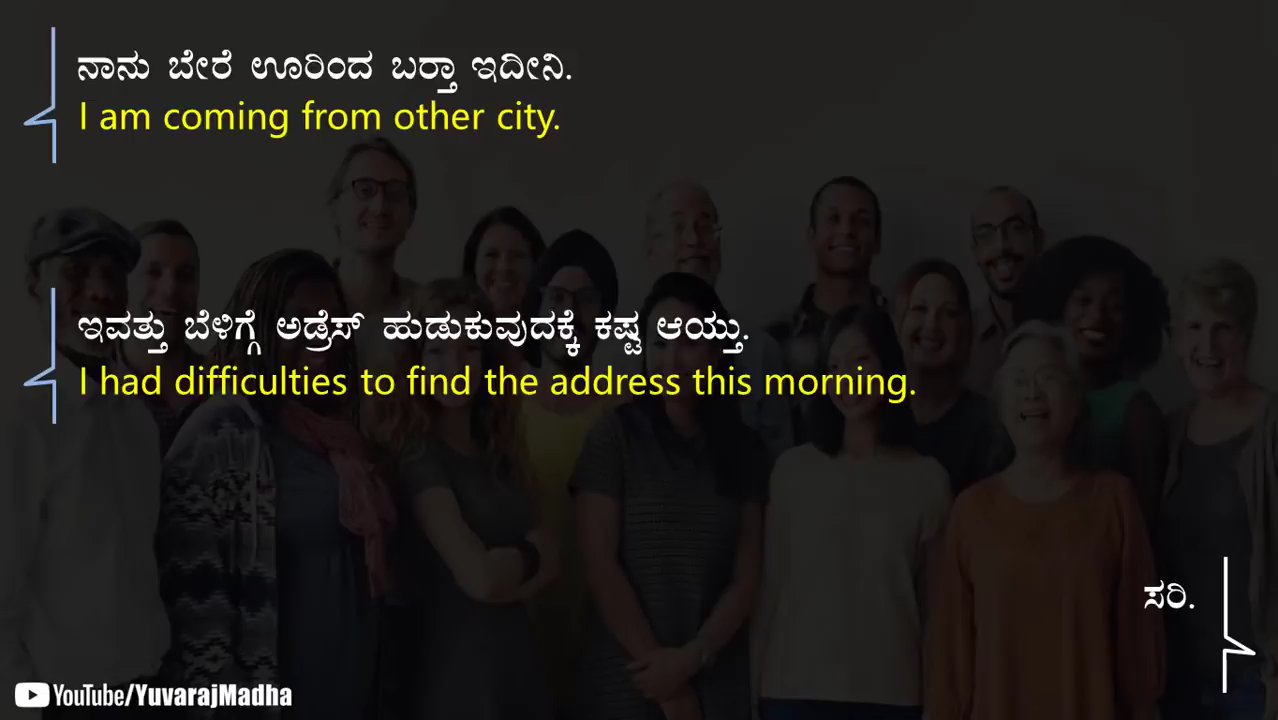 ನಾನು ಬೇರೆ ಊರಿಂದ ಬರ್‍ತಾ ಇದೀನಿ.
I am coming from other city.
ಇವತ್ತು ಬೆಳಿಗ್ಗೆ ಅಡ್ರೆಸ್ ಹುಡುಕುವುದಕ್ಕೆ ಕಷ್ಟ ಆಯ್ತು.
I had difficulties to find the address this morning.
ಸರಿ.
YouTube/YuvarajMadha